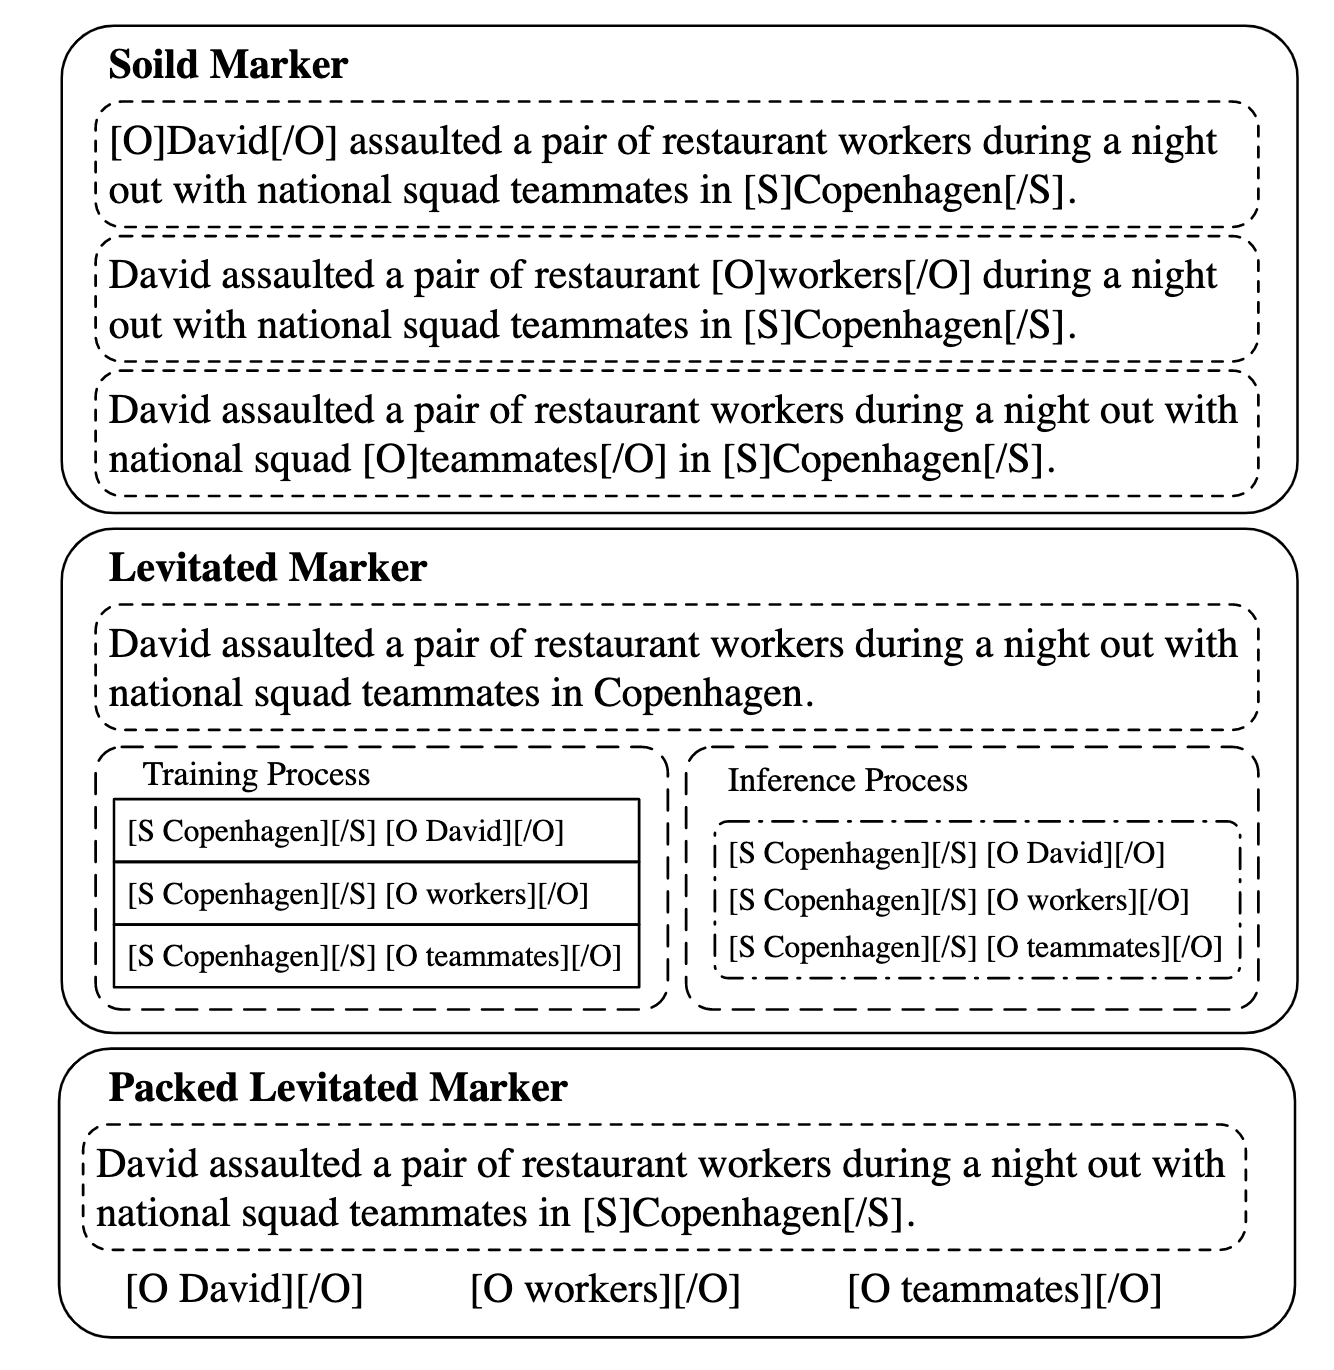 Soild Marker
[O]David[/O] assaulted a pair of restaurant workers during a night
out with national squad teammates in [S]Copenhagen[/S].
David assaulted a pair of restaurant [O]workers[/O] during a night
out with national squad teammates in [S]Copenhagen[/S].
David assaulted a pair of restaurant workers during a night out with
national squad [O]teammates[/O] in [S]Copenhagen[/S].
Levitated Marker
David assaulted a pair of restaurant workers during a night out with
national squad teammates in Copenhagen.
Training Process
[S Copenhagen][/S] [O David][/O]
[S Copenhagen][/S] [O workers][/O]
[S Copenhagen][/S] [O teammates][/O]
Inference Process
[S Copenhagen][/S] [O David][/O]
[S Copenhagen][/S] [O workers][/O]
[S Copenhagen][/S] [O teammates][/O]
Packed Levitated Marker
David assaulted a pair of restaurant workers during a night out with
national squad teammates in [S]Copenhagen[/S].
[O David][/O] [O workers][/O] [O teammates][/O]